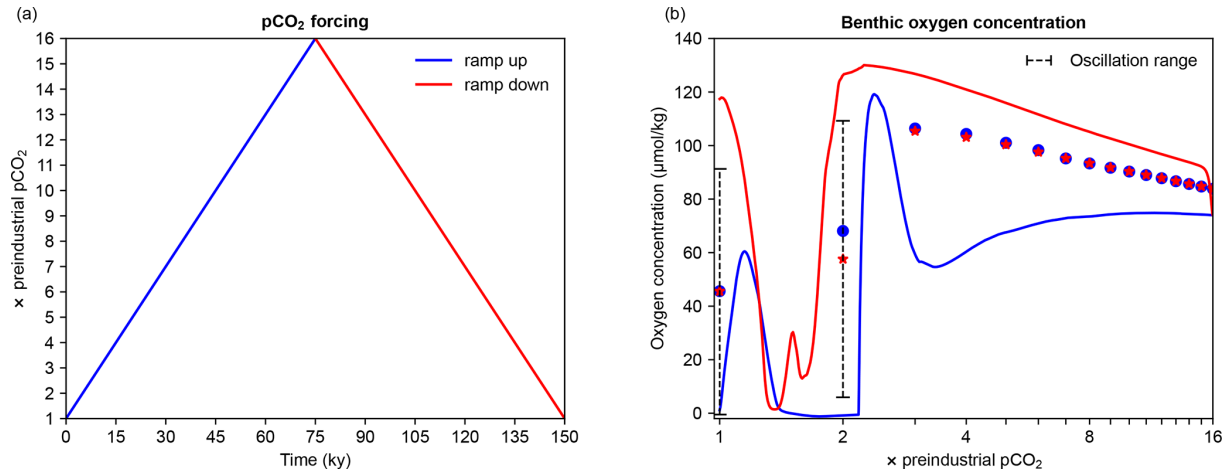 (a)
pCO₂ forcing
16
15
14
13
12
11
10
9
8
7
6
5
4
3
2
1
× preindustrial pCO₂
ramp up
ramp down
0 15 30 45 60 75 90 105 120 135 150
Time (ky)
(b)
Benthic oxygen concentration
140
120
100
80
60
40
20
0
Oxygen concentration (μmol/kg)
Oscillation range
1 2 4 8 16
× preindustrial pCO₂